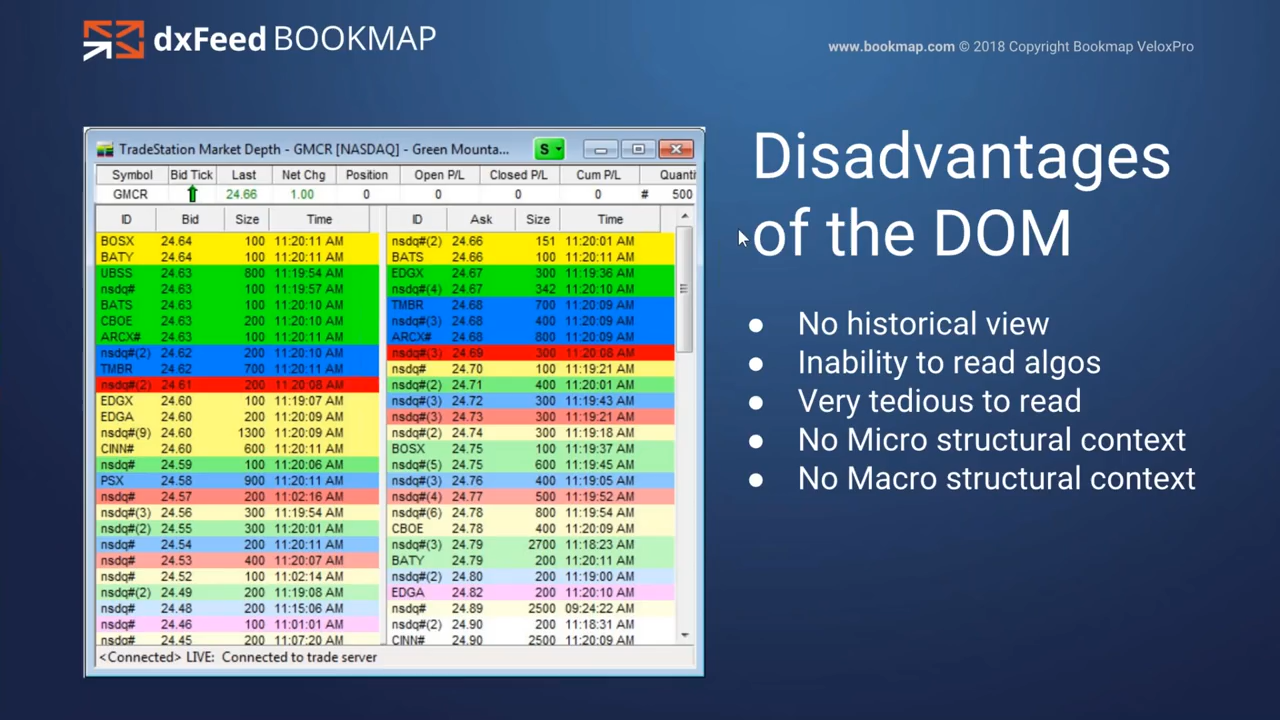 dxFeed BOOKMAP
www.bookmap.com © 2018 Copyright Bookmap VeloxPro
TradeStation Market Depth - GMCR [NASDAQ] - Green Mounta... S
Symbol Bid Tick Last Net Chg Position Open P/L Closed P/L Cum P/L Quanti
GMCR 24.66 1.00 0 0 0 0 # 500
ID Bid Size Time ID Ask Size Time
BOSX 24.64 100 11:20:11 AM nsdq#(2) 24.66 151 11:20:01 AM
BATY 24.64 100 11:20:11 AM BATS 24.66 100 11:20:11 AM
UBSS 24.63 800 11:19:54 AM EDGX 24.67 300 11:19:36 AM
nsdq# 24.63 100 11:19:57 AM nsdq#(4) 24.67 342 11:20:10 AM
BATS 24.63 100 11:20:10 AM TMBR 24.68 700 11:20:09 AM
CBOE 24.63 200 11:20:10 AM nsdq#(3) 24.68 400 11:20:09 AM
ARCX# 24.63 100 11:20:11 AM ARCX# 24.68 800 11:20:09 AM
nsdq#(2) 24.62 200 11:20:10 AM nsdq#(3) 24.69 300 11:20:08 AM
TMBR 24.62 700 11:20:11 AM nsdq# 24.70 100 11:19:21 AM
nsdq#(2) 24.61 200 11:20:08 AM nsdq#(2) 24.71 400 11:20:01 AM
EDGX 24.60 100 11:19:07 AM nsdq#(3) 24.72 300 11:19:43 AM
EDGA 24.60 200 11:20:09 AM nsdq#(3) 24.73 300 11:19:21 AM
nsdq#(9) 24.60 1300 11:20:09 AM nsdq#(2) 24.74 300 11:19:18 AM
CINN# 24.60 600 11:20:11 AM BOSX 24.75 100 11:19:37 AM
nsdq# 24.59 100 11:20:06 AM nsdq#(5) 24.75 600 11:19:45 AM
PSX 24.58 900 11:20:11 AM nsdq#(3) 24.76 400 11:19:05 AM
nsdq# 24.57 200 11:02:16 AM nsdq#(4) 24.77 500 11:19:52 AM
nsdq#(3) 24.56 300 11:19:54 AM nsdq#(6) 24.78 800 11:19:54 AM
nsdq#(2) 24.55 300 11:20:01 AM CBOE 24.78 400 11:20:09 AM
nsdq# 24.54 200 11:20:11 AM nsdq#(3) 24.79 2700 11:18:23 AM
nsdq# 24.53 400 11:20:07 AM BATY 24.79 200 11:20:11 AM
nsdq# 24.52 100 11:02:14 AM nsdq#(2) 24.80 200 11:19:00 AM
nsdq#(2) 24.49 200 11:19:08 AM EDGA 24.82 200 11:20:10 AM
nsdq# 24.48 200 11:15:06 AM nsdq# 24.89 2500 09:24:22 AM
nsdq# 24.46 100 11:01:01 AM nsdq#(2) 24.90 200 11:18:31 AM
nsdq# 24.45 200 11:07:20 AM CINN# 24.90 2500 11:20:09 AM
<Connected> LIVE: Connected to trade server
Disadvantages
of the DOM
● No historical view
● Inability to read algos
● Very tedious to read
● No Micro structural context
● No Macro structural context